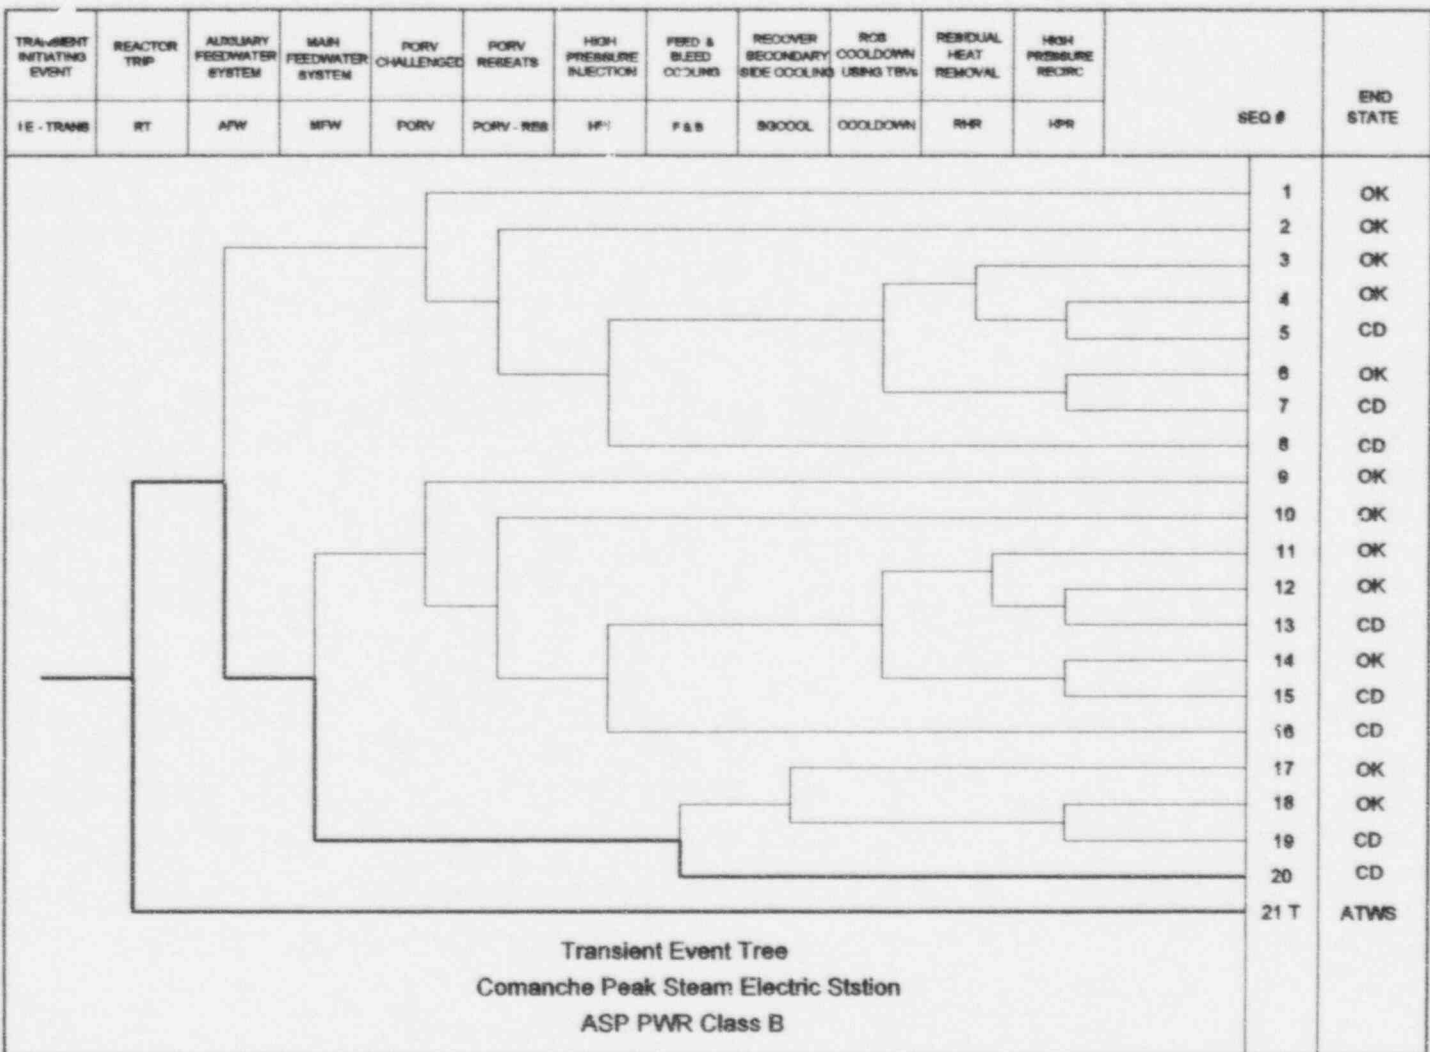 TRANSIENT INITIATING EVENT
REACTOR TRIP
AUXILIARY FEEDWATER SYSTEM
MAIN FEEDWATER SYSTEM
PORV CHALLENGED
PORV RESEATS
HIGH PRESSURE INJECTION
FEED & BLEED COOLING
RECOVER SECONDARY SIDE COOLING
RCS COOLDOWN USING TBVs
RESIDUAL HEAT REMOVAL
HIGH PRESSURE RECIRC
SEQ #
END STATE
IE - TRANS
RT
AFW
MFW
PORV
PORV - RES
HPI
F & B
SGCOOL
COOLDOWN
RHR
HPR
1 OK
2 OK
3 OK
4 OK
5 CD
6 OK
7 CD
8 CD
9 OK
10 OK
11 OK
12 OK
13 CD
14 OK
15 CD
16 CD
17 OK
18 OK
19 CD
20 CD
21 T ATWS
Transient Event Tree
Comanche Peak Steam Electric Ststion
ASP PWR Class B